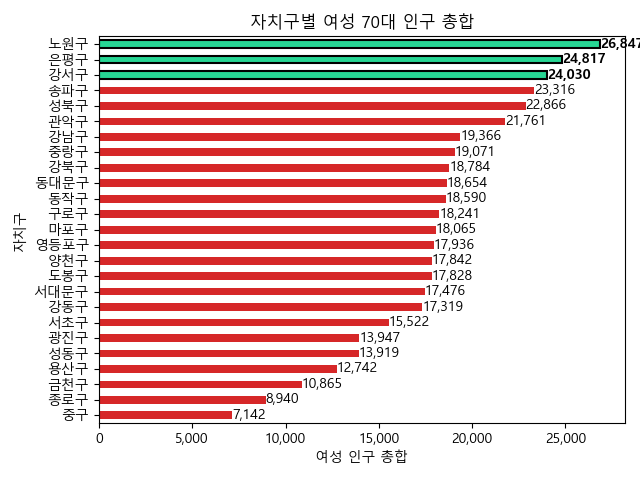 자치구별 여성 70대 인구 총합
노원구 26,847
은평구 24,817
강서구 24,030
송파구 23,316
성북구 22,866
관악구 21,761
강남구 19,366
중랑구 19,071
강북구 18,784
동대문구 18,654
동작구 18,590
구로구 18,241
마포구 18,065
영등포구 17,936
양천구 17,842
도봉구 17,828
서대문구 17,476
강동구 17,319
서초구 15,522
광진구 13,947
성동구 13,919
용산구 12,742
금천구 10,865
종로구 8,940
중구 7,142
자치구
0 5,000 10,000 15,000 20,000 25,000
여성 인구 총합